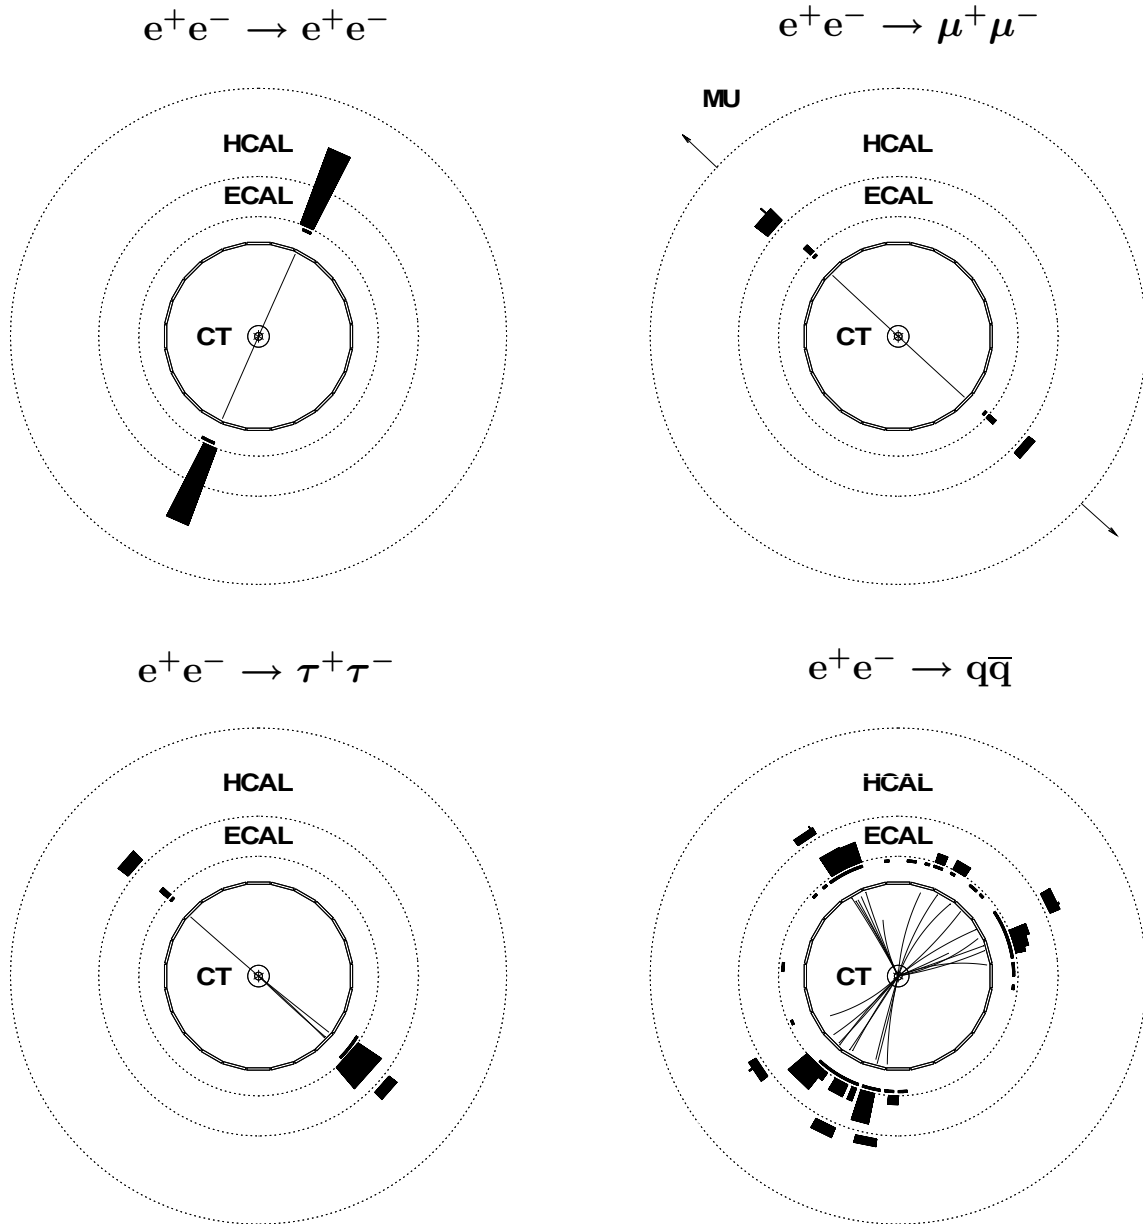 e⁺e⁻ → e⁺e⁻
e⁺e⁻ → μ⁺μ⁻
HCAL
ECAL
CT
MU
HCAL
ECAL
CT
e⁺e⁻ → τ⁺τ⁻
e⁺e⁻ → qq̅
HCAL
ECAL
CT
HCAL
ECAL
CT